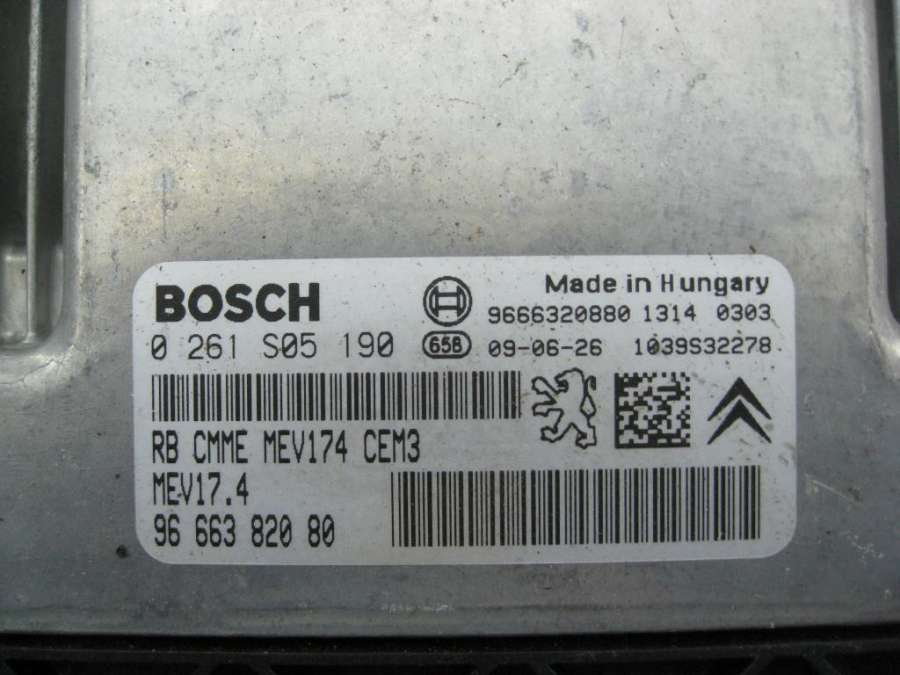 BOSCH
Made in Hungary
9666320880 1314 0303
0 261 S05 190
658 09-06-26 1039S32278
RB CMME MEV174 CEM3
MEV17.4
96 663 820 80